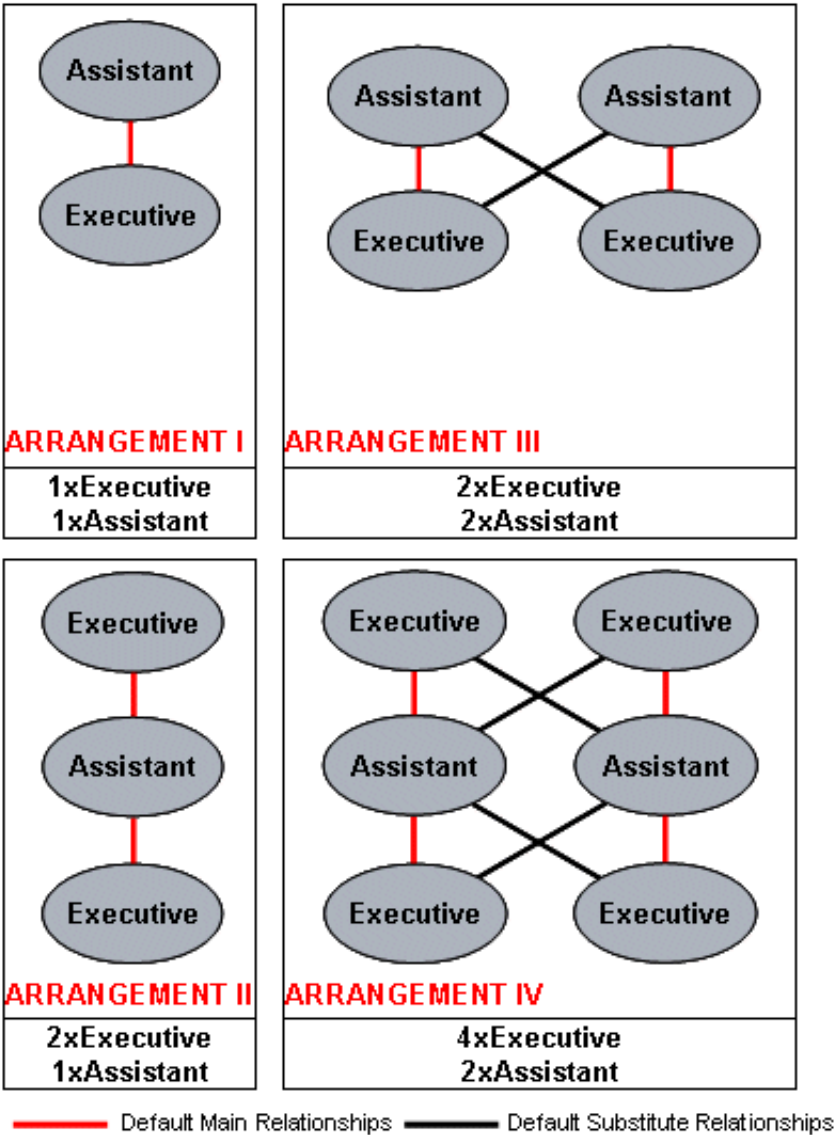 Assistant
Executive
ARRANGEMENT I
1xExecutive
1xAssistant
Assistant Assistant
Executive Executive
ARRANGEMENT III
2xExecutive
2xAssistant
Executive
Assistant
Executive
ARRANGEMENT II
2xExecutive
1xAssistant
Executive Executive
Assistant Assistant
Executive Executive
ARRANGEMENT IV
4xExecutive
2xAssistant
Default Main Relationships Default Substitute Relationships